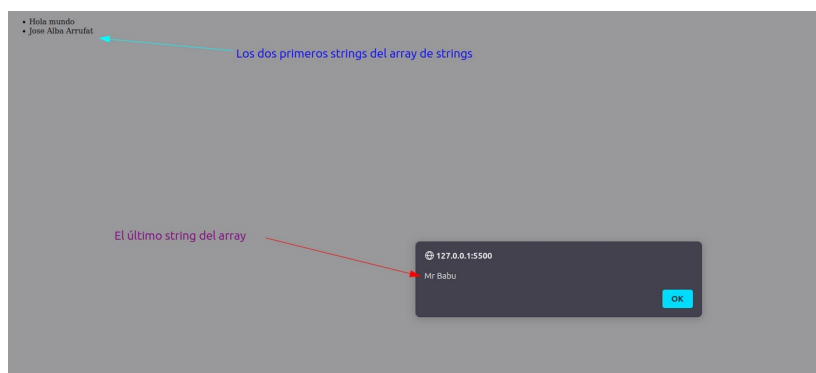 • Hola mundo
• Jose Alba Arrufat
Los dos primeros strings del array de strings
El último string del array
127.0.0.1:5500
Mr Babu
OK